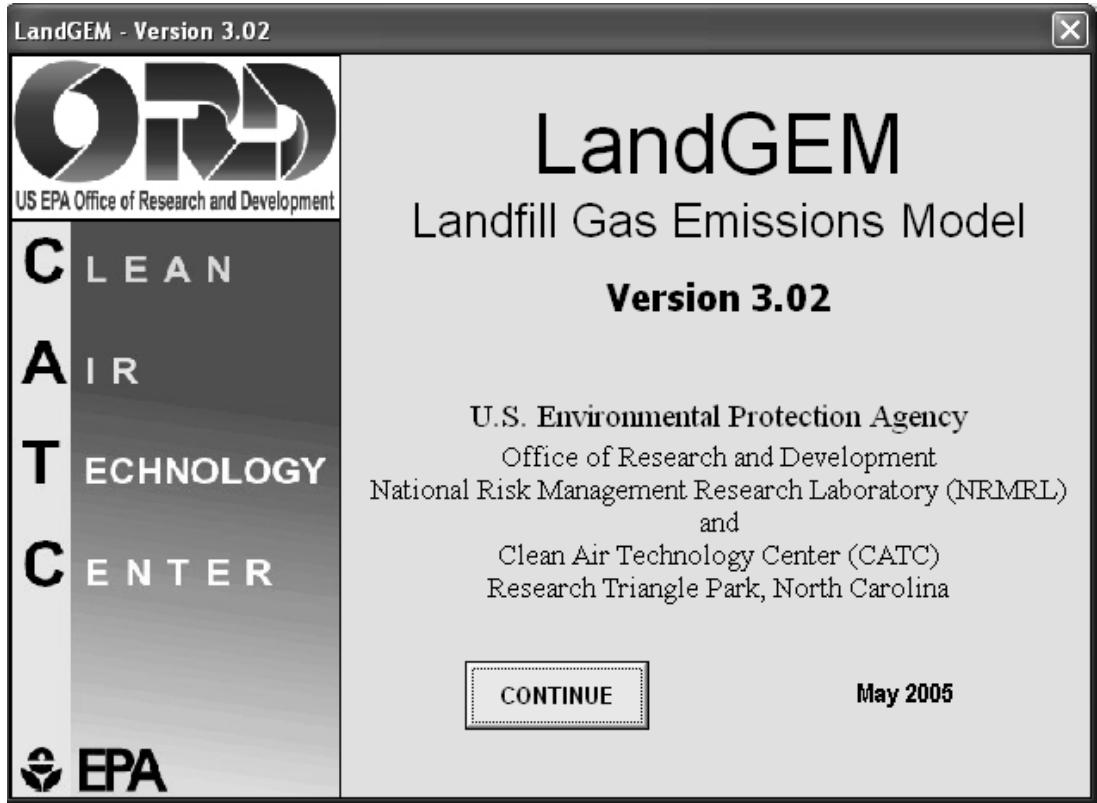 LandGEM - Version 3.02
ORD
US EPA Office of Research and Development
CLEAN
AIR
TECHNOLOGY
CENTER
EPA
LandGEM
Landfill Gas Emissions Model
Version 3.02
U.S. Environmental Protection Agency
Office of Research and Development
National Risk Management Research Laboratory (NRMRL)
and
Clean Air Technology Center (CATC)
Research Triangle Park, North Carolina
CONTINUE
May 2005